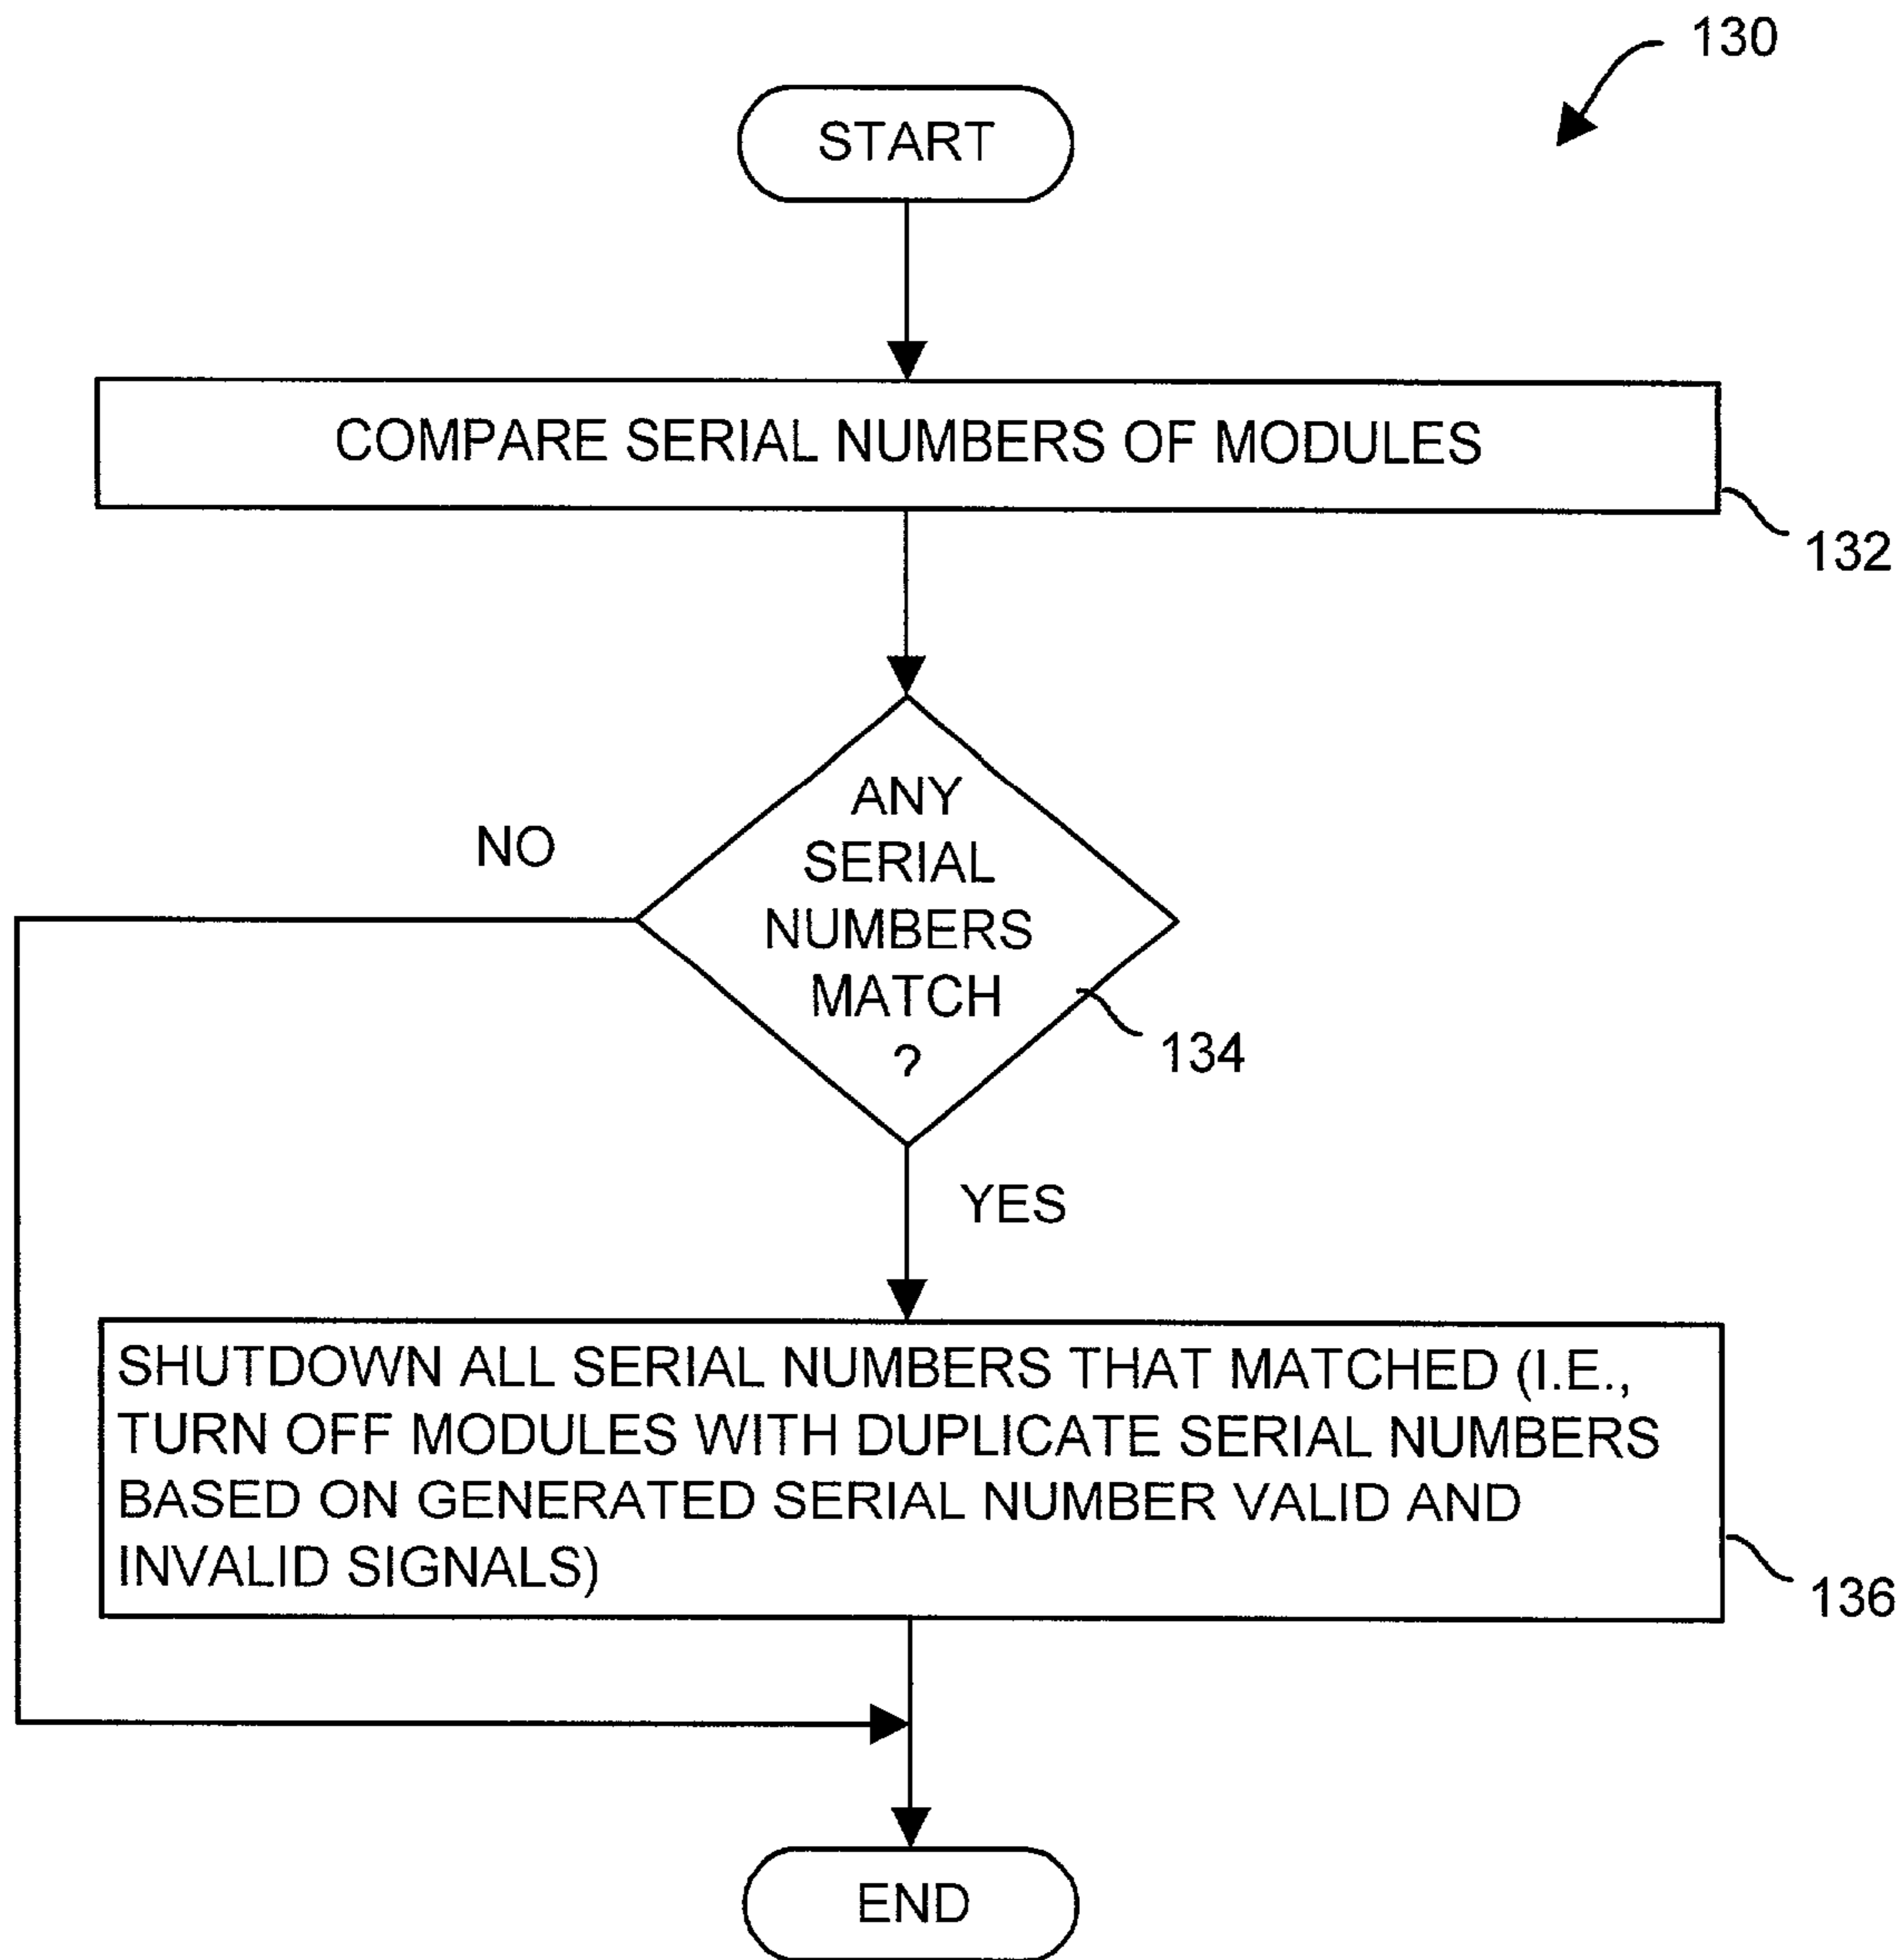 130
START
COMPARE SERIAL NUMBERS OF MODULES
132
ANY
SERIAL
NUMBERS
MATCH
?
NO
134
YES
SHUTDOWN ALL SERIAL NUMBERS THAT MATCHED (I.E.,
TURN OFF MODULES WITH DUPLICATE SERIAL NUMBERS
BASED ON GENERATED SERIAL NUMBER VALID AND
INVALID SIGNALS)
136
END